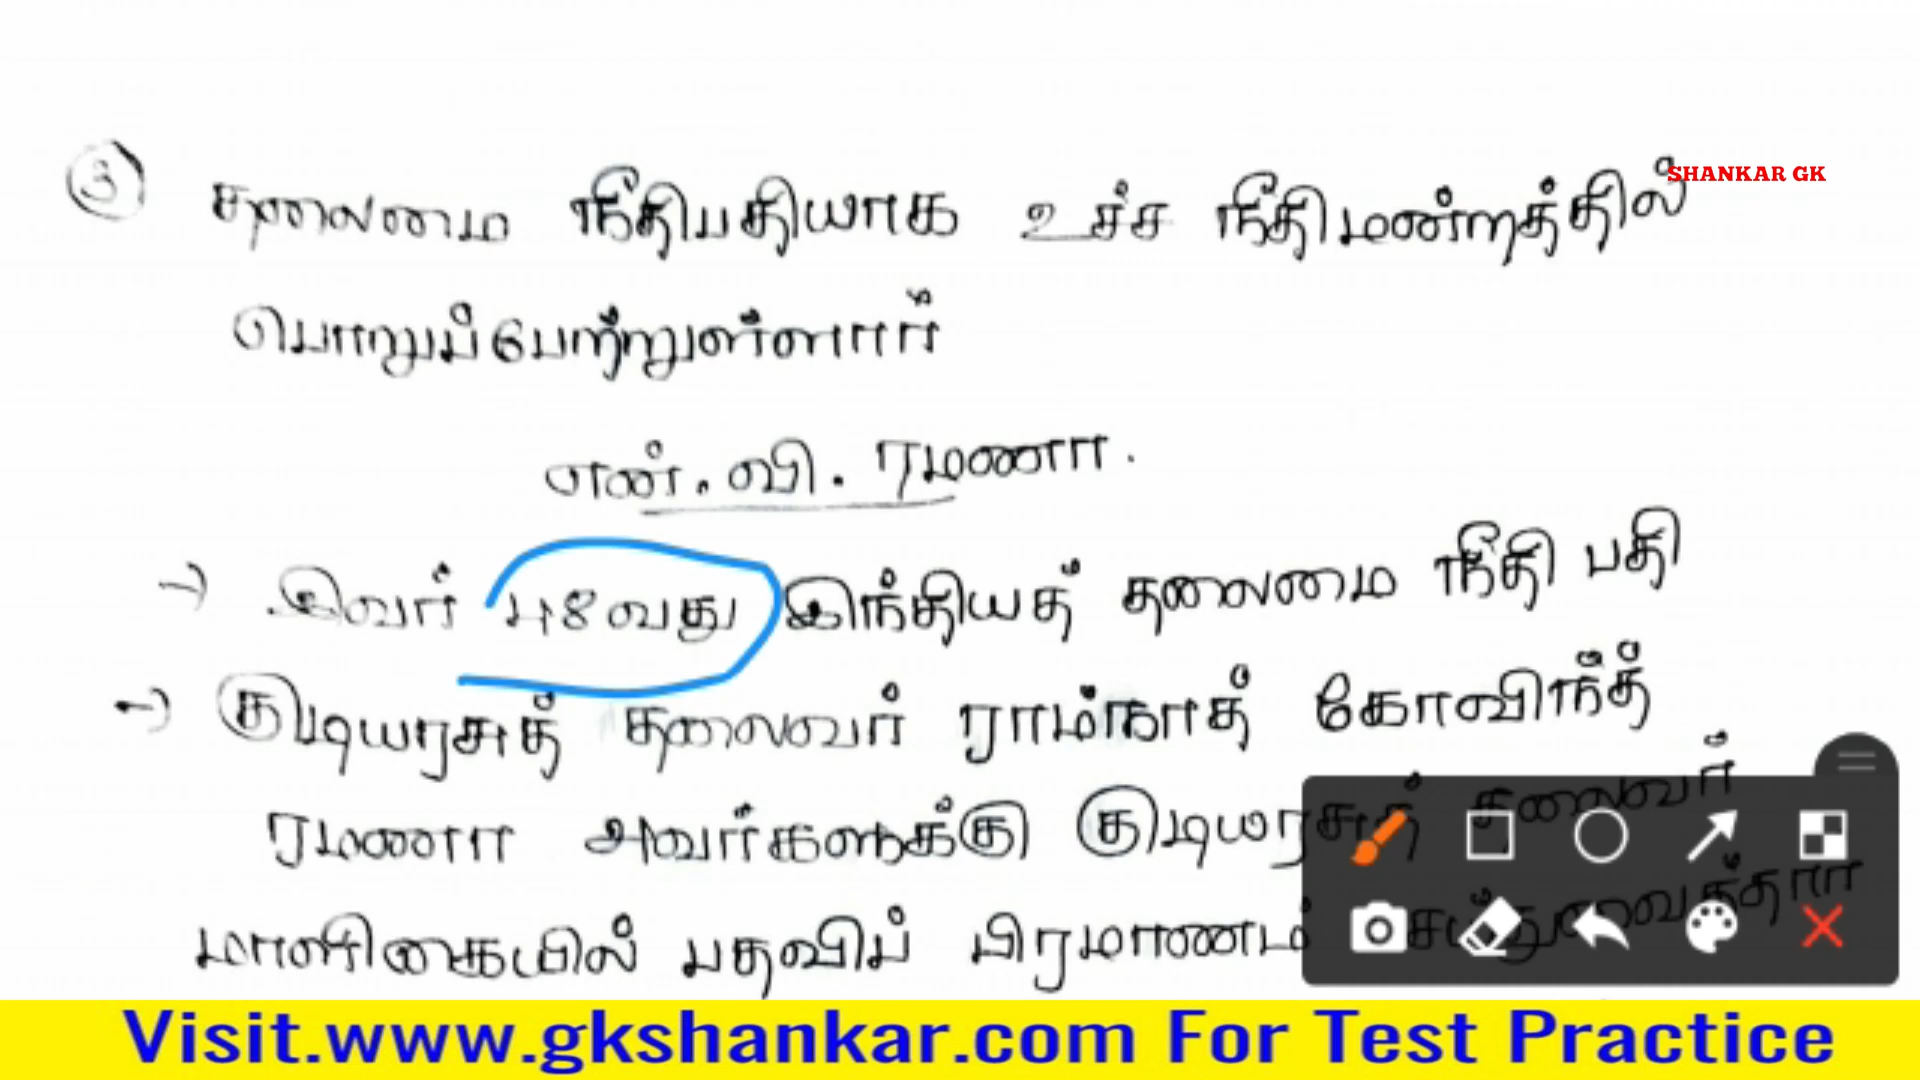 SHANKAR GK
③ தலைமை நீதிபதியாக உச்ச நீதிமன்றத்தில்
பொறுப்பேற்றுள்ளார்
என்.வி. ரமணா.
→ இவர் 48வது இந்தியத் தலைமை நீதி பதி
→ குடியரசுத் தலைவர் ராம்நாத் கோவிந்த்
ரமணா அவர்களுக்கு குடியரசுத் தலைவர்
மாளிகையில் பதவிப் பிரமாணம்
Visit.www.gkshankar.com For Test Practice